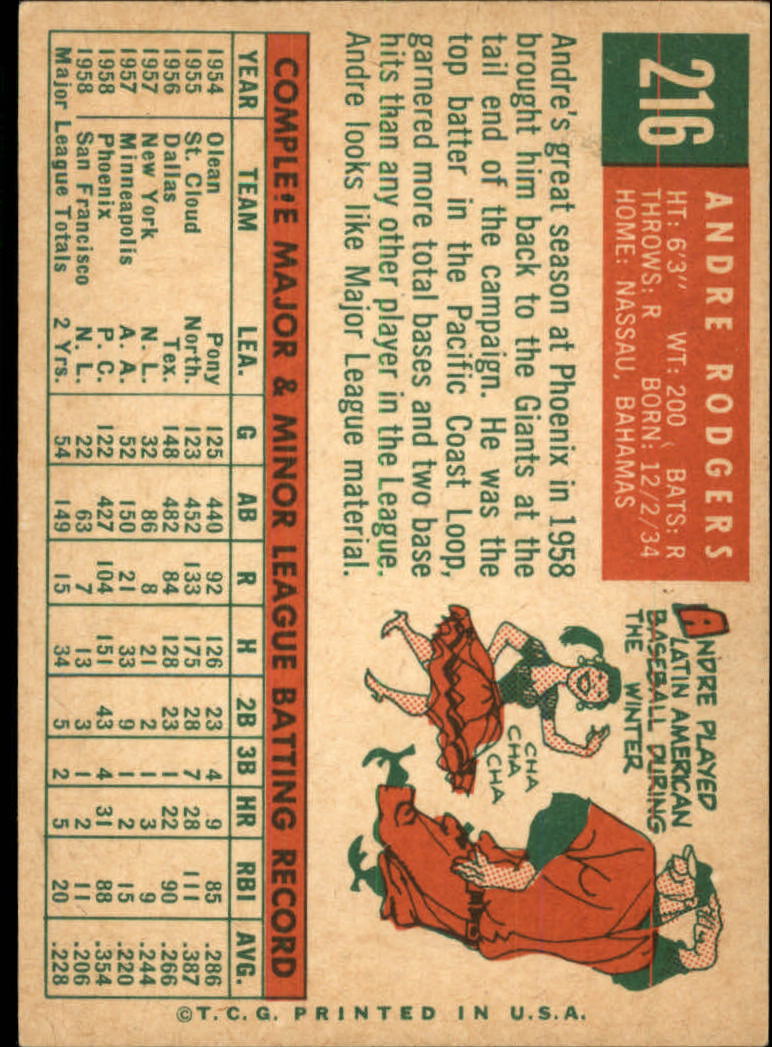 216
ANDRE RODGERS
HT: 6'3" WT: 200 BATS: R
THROWS: R BORN: 12/2/34
HOME: NASSAU, BAHAMAS
Andre's great season at Phoenix in 1958
brought him back to the Giants at the
tail end of the campaign. He was the
top batter in the Pacific Coast Loop,
garnered more total bases and two base
hits than any other player in the League.
Andre looks like Major League material.
ANDRE PLAYED
LATIN AMERICAN
BASEBALL DURING
THE WINTER
CHA
CHA
CHA CHA
COMPLETE MAJOR & MINOR LEAGUE BATTING RECORD
YEAR TEAM LEA. G AB R H 2B 3B HR RBI AVG.
1954 Olean Pony 125 440 92 126 23 4 9 85 .286
1955 St. Cloud North. 123 452 133 175 28 7 28 111 .387
1956 Dallas Tex. 148 482 84 128 23 1 22 90 .266
1957 New York N. L. 32 86 8 21 2 1 3 9 .244
1957 Minneapolis A. A. 52 150 21 33 9 1 2 15 .220
1958 Phoenix P. C. 122 427 104 151 43 4 31 88 .354
1958 San Francisco N. L. 22 63 7 13 3 1 2 11 .206
Major League Totals 2 Yrs. 54 149 15 34 5 2 5 20 .228
©T. C. G. PRINTED IN U.S.A.